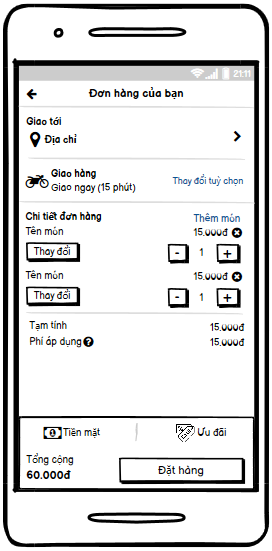 21:11
Đơn hàng của bạn
Giao tới
Địa chỉ
Giao hàng
Giao ngay (15 phút)
Thay đổi tuỳ chọn
Chi tiết đơn hàng Thêm món
Tên món 15.000đ
Thay đổi - 1 +
Tên món 15.000đ
Thay đổi - 1 +
Tạm tính 15.000đ
Phí áp dụng ? 15.000đ
Tiền mặt Ưu đãi
Tổng cộng
60.000đ
Đặt hàng